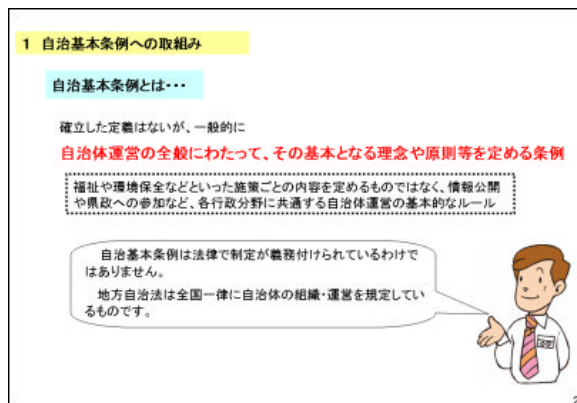 1 自治基本条例への取組み
自治基本条例とは・・・
確立した定義はないが、一般的に
自治体運営の全般にわたって、その基本となる理念や原則等を定める条例
福祉や環境保全などといった施策ごとの内容を定めるものではなく、情報公開
や県政への参加など、各行政分野に共通する自治体運営の基本的なルール
自治基本条例は法律で制定が義務付けられているわけで
はありません。
地方自治法は全国一律に自治体の組織・運営を規定してい
るものです。
2